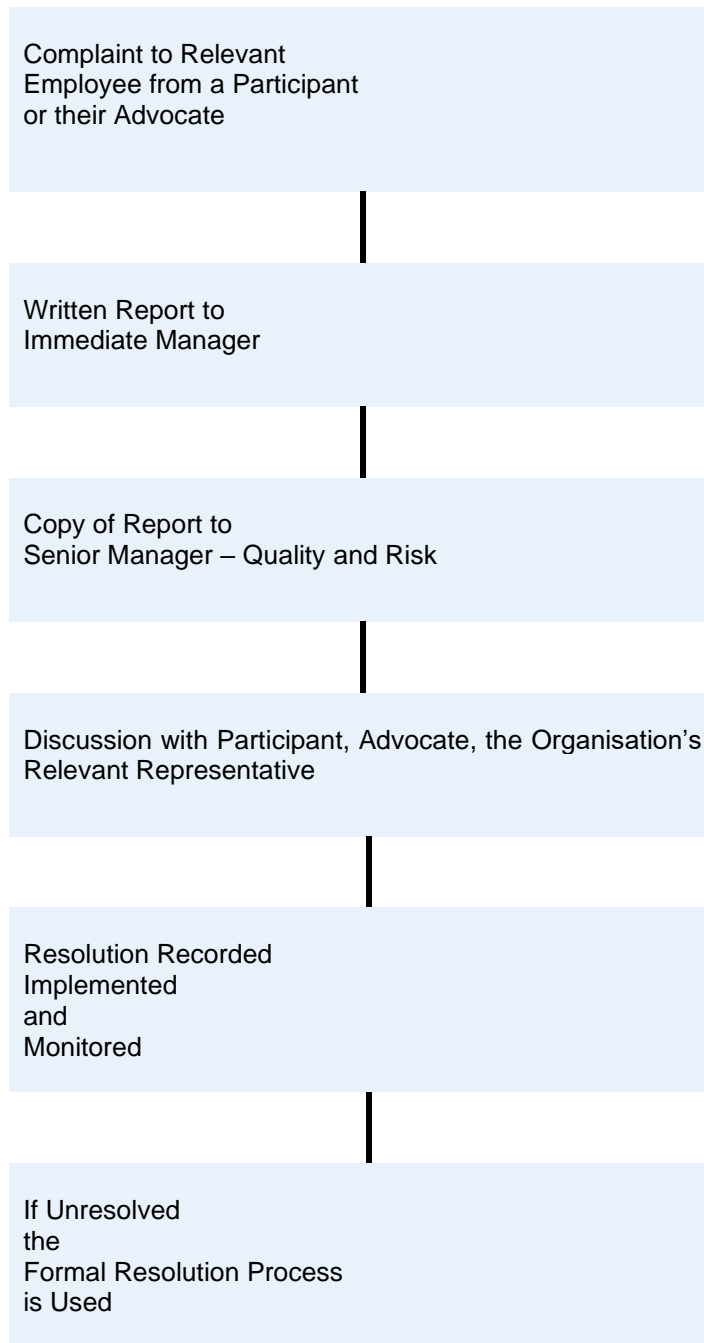 Complaint to Relevant
Employee from a Participant
or their Advocate
Written Report to
Immediate Manager
Copy of Report to
Senior Manager – Quality and Risk
Discussion with Participant, Advocate, the Organisation’s
Relevant Representative
Resolution Recorded
Implemented
and
Monitored
If Unresolved
the
Formal Resolution Process
is Used